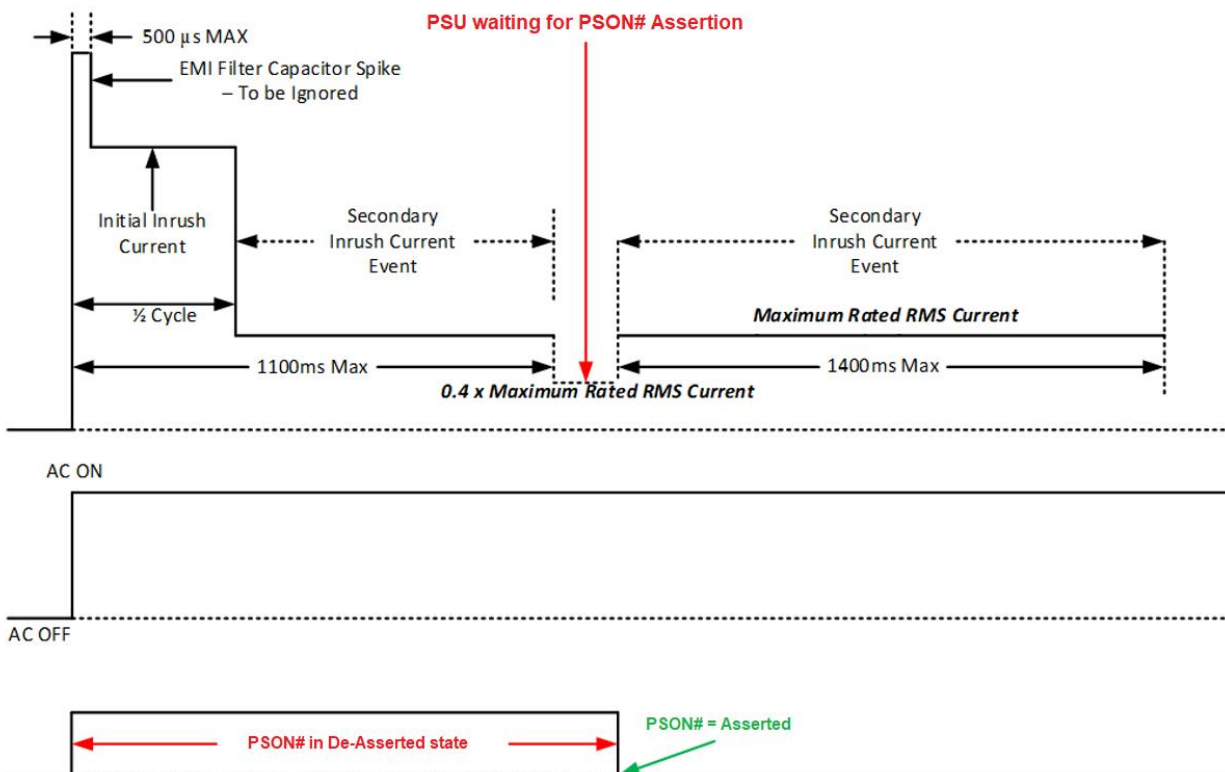 PSU waiting for PSON# Assertion
500 μs MAX
EMI Filter Capacitor Spike
– To be Ignored
Initial Inrush
Current
Secondary
Inrush Current
Event
Secondary
Inrush Current
Event
½ Cycle
Maximum Rated RMS Current
1100ms Max
1400ms Max
0.4 x Maximum Rated RMS Current
AC ON
AC OFF
PSON# = Asserted
PSON# in De-Asserted state